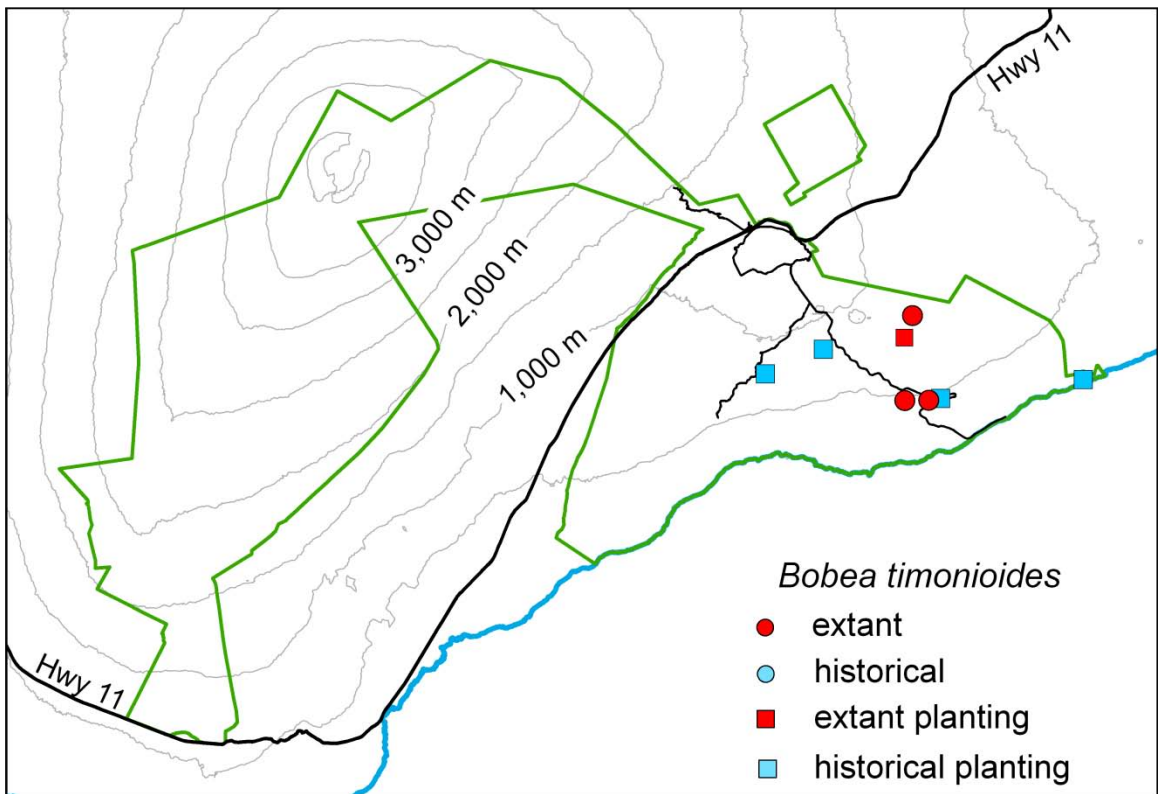 Hwy 11
3,000 m
2,000 m
1,000 m
Hwy 11
Bobea timonioides
extant
historical
extant planting
historical planting